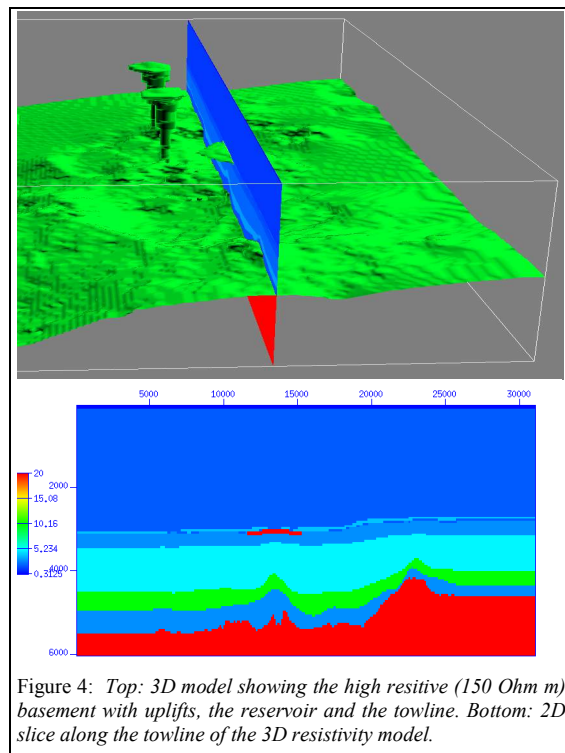 5000 10000 15000 20000 25000 30000
2000
20
15.08
10.16
5.234
4000
0.3125
6000
Figure 4: Top: 3D model showing the high resitive (150 Ohm m)
basement with uplifts, the reservoir and the towline. Bottom: 2D
slice along the towline of the 3D resistivity model.